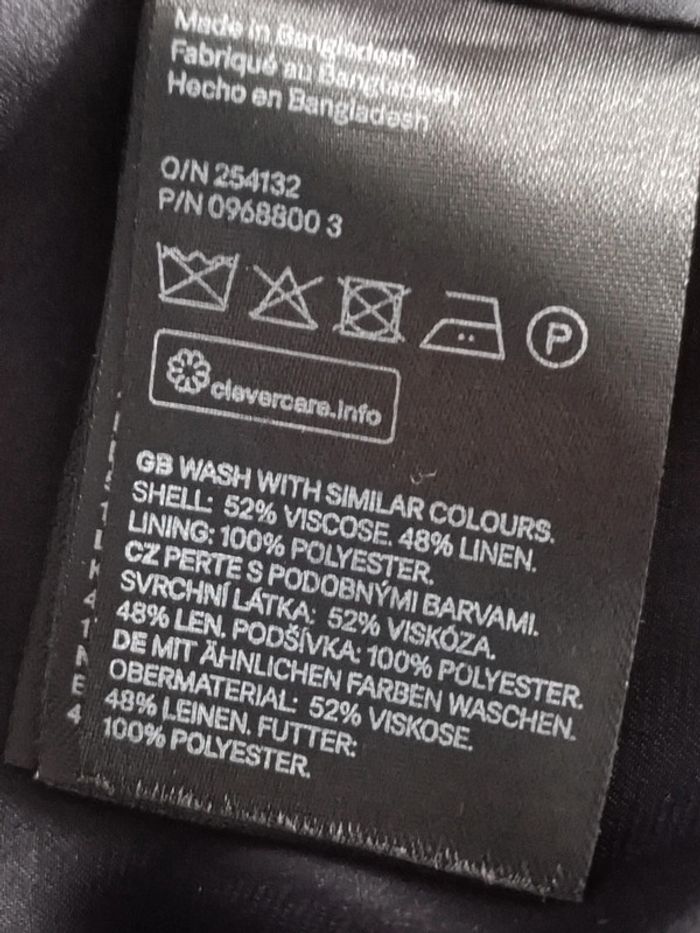 Made in Bangladesh
Fabriqué au Bangladesh
Hecho en Bangladesh
O/N 254132
P/N 0968800 3
P
clevercare.info
GB WASH WITH SIMILAR COLOURS.
SHELL: 52% VISCOSE. 48% LINEN.
LINING: 100% POLYESTER.
CZ PERTE S PODOBNÝMI BARVAMI.
SVRCHNÍ LÁTKA: 52% VISKÓZA.
48% LEN. PODŠÍVKA: 100% POLYESTER.
DE MIT ÄHNLICHEN FARBEN WASCHEN.
OBERMATERIAL: 52% VISKOSE.
48% LEINEN. FUTTER:
100% POLYESTER.